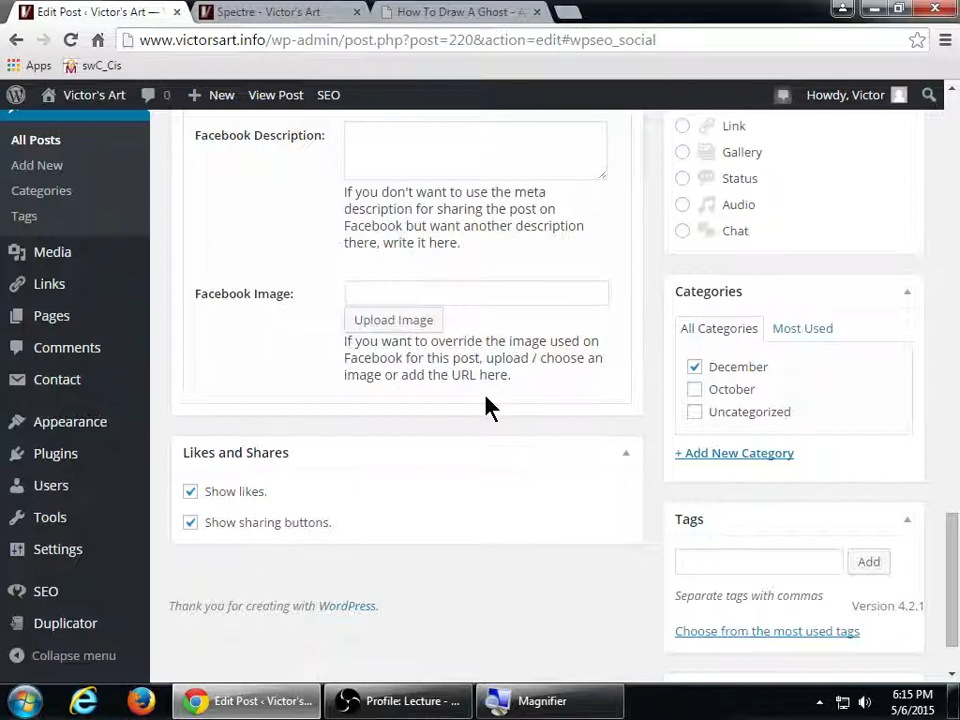 Edit Post ‹ Victor's Art —
Spectre - Victor's Art
How To Draw A Ghost - A
www.victorsart.info/wp-admin/post.php?post=220&action=edit#wpseo_social
Apps
swC_Cis
Victor's Art
0
New
View Post
SEO
Howdy, Victor
All Posts
Add New
Categories
Tags
Media
Links
Pages
Comments
Contact
Appearance
Plugins
Users
Tools
Settings
SEO
Duplicator
Collapse menu
Facebook Description:
If you don't want to use the meta
description for sharing the post on
Facebook but want another description
there, write it here.
Facebook Image:
Upload Image
If you want to override the image used on
Facebook for this post, upload / choose an
image or add the URL here.
Likes and Shares
Show likes.
Show sharing buttons.
Thank you for creating with WordPress.
Link
Gallery
Status
Audio
Chat
Categories
All Categories
Most Used
December
October
Uncategorized
+ Add New Category
Tags
Add
Separate tags with commas
Version 4.2.1
Choose from the most used tags
Edit Post ‹ Victor's...
Profile: Lecture - ...
Magnifier
6:15 PM
5/6/2015